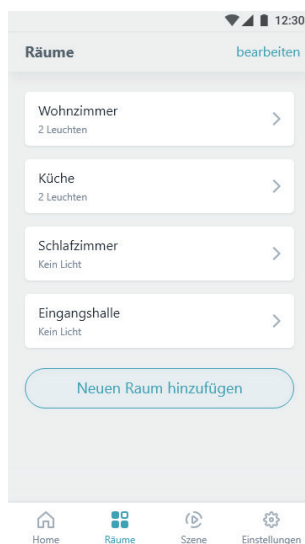 12:30
Räume bearbeiten
Wohnzimmer
2 Leuchten
Küche
2 Leuchten
Schlafzimmer
Kein Licht
Eingangshalle
Kein Licht
Neuen Raum hinzufügen
Home Räume Szene Einstellungen